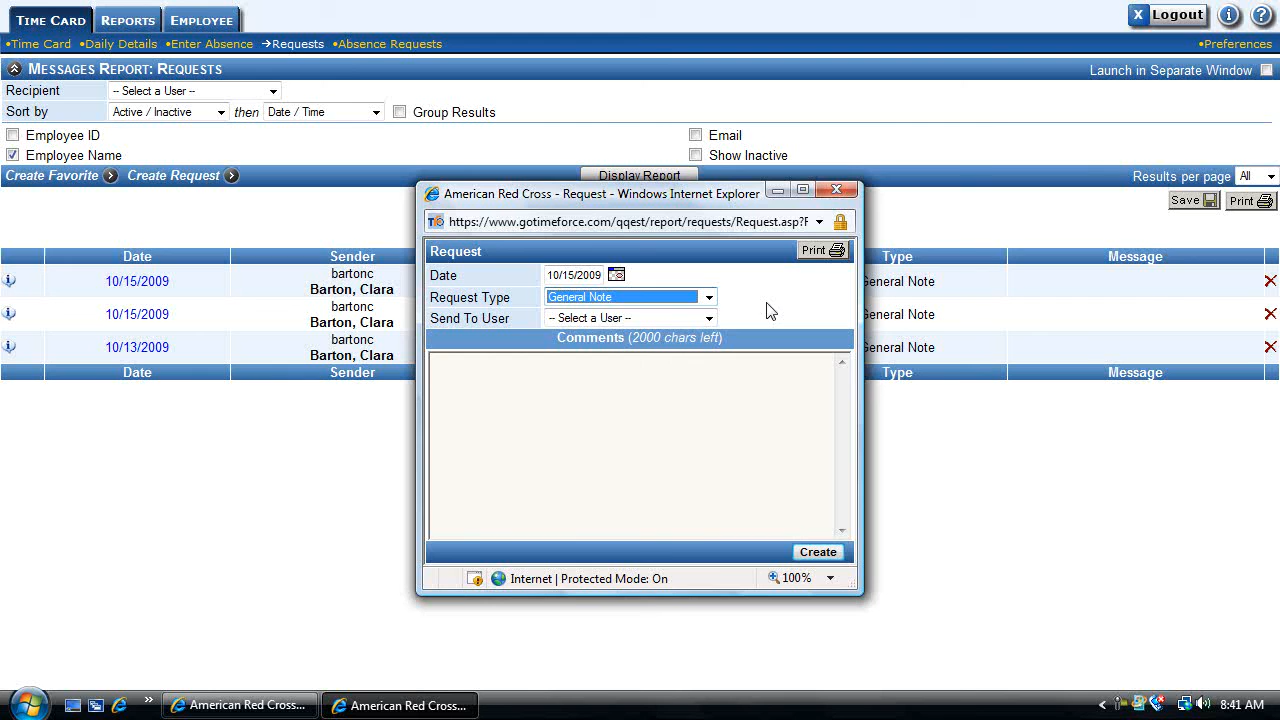 TIME CARD REPORTS EMPLOYEE X Logout
•Time Card •Daily Details •Enter Absence →Requests •Absence Requests •Preferences
MESSAGES REPORT: REQUESTS Launch in Separate Window
Recipient -- Select a User --
Sort by Active / Inactive then Date / Time Group Results
Employee ID Email
Employee Name Show Inactive
Create Favorite Create Request Display Report Results per page All
Save Print
American Red Cross - Request - Windows Internet Explorer
https://www.gotimeforce.com/qqest/report/requests/Request.asp?F
Request Print
Date 10/15/2009
Request Type General Note
Send To User -- Select a User --
Comments (2000 chars left)
Create
Internet | Protected Mode: On 100%
Date Sender Type Message
10/15/2009 bartonc General Note
Barton, Clara
10/15/2009 bartonc General Note
Barton, Clara
10/13/2009 bartonc General Note
Barton, Clara
Date Sender Type Message
American Red Cross... American Red Cross... 8:41 AM